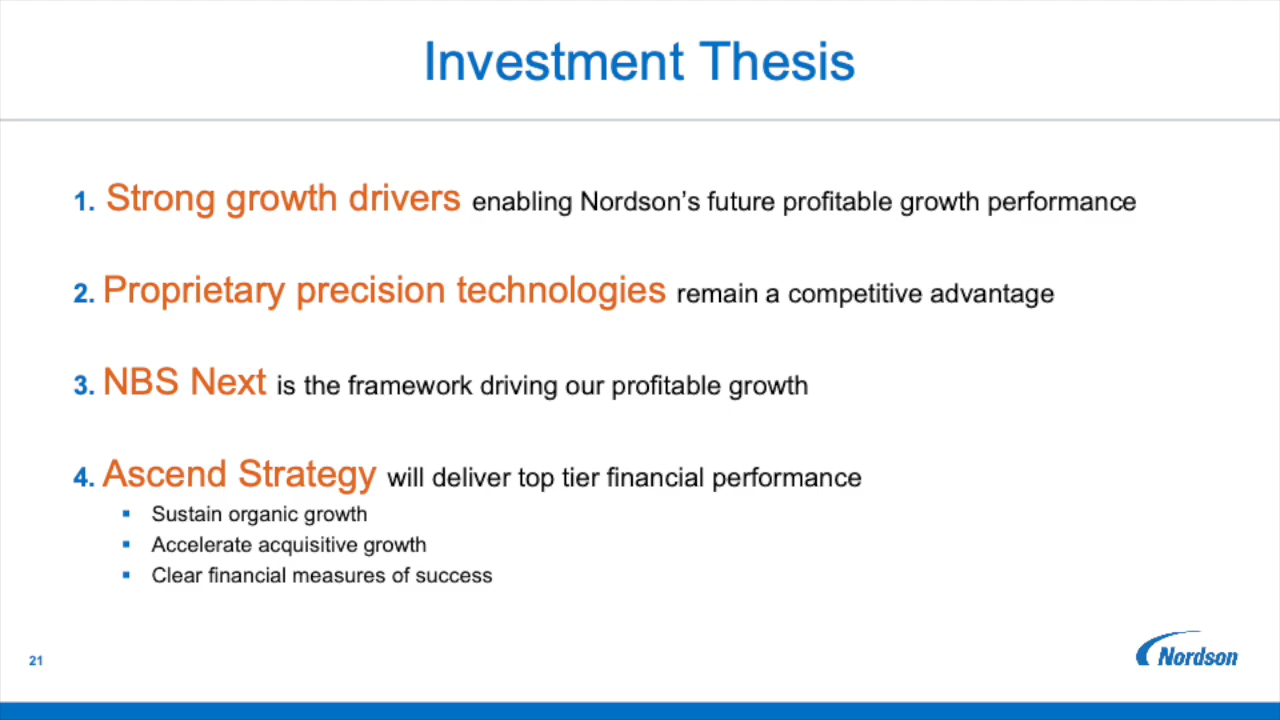 Investment Thesis
1. Strong growth drivers enabling Nordson's future profitable growth performance
2. Proprietary precision technologies remain a competitive advantage
3. NBS Next is the framework driving our profitable growth
4. Ascend Strategy will deliver top tier financial performance
▪ Sustain organic growth
▪ Accelerate acquisitive growth
▪ Clear financial measures of success
21
Nordson